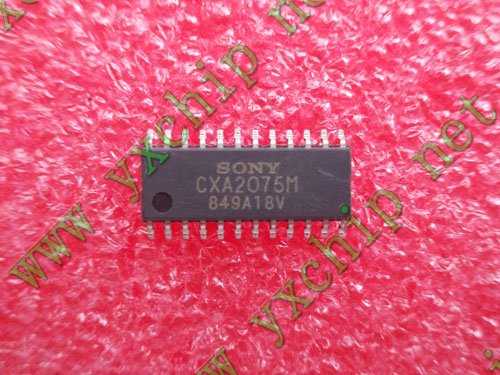 www yxchip net
SONY
CXA2075M
849A18V
www yxchip net